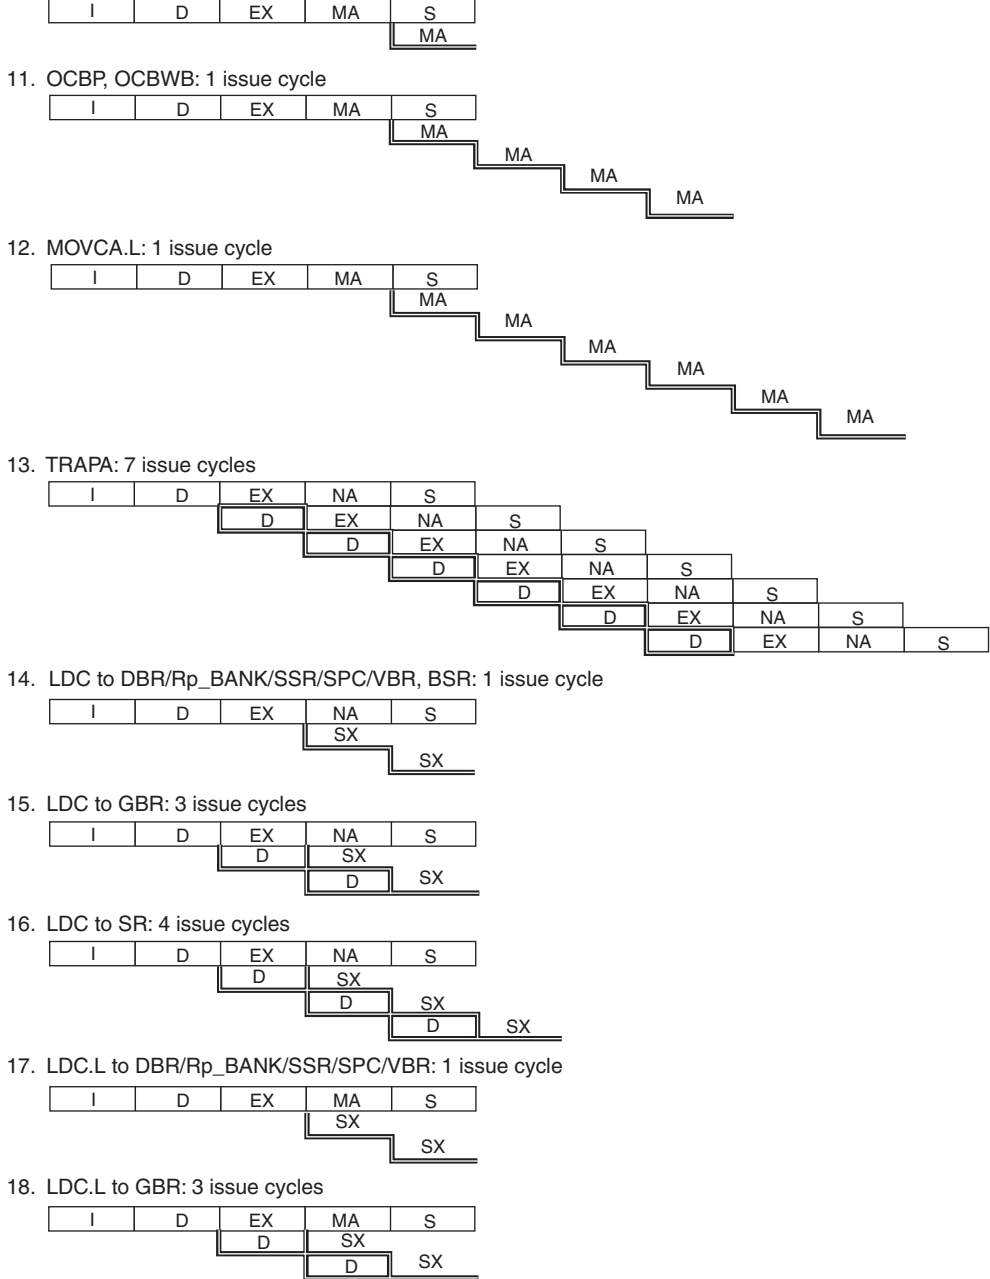 I D EX MA S
MA
11. OCBP, OCBWB: 1 issue cycle
I D EX MA S
MA
MA
MA
MA
12. MOVCA.L: 1 issue cycle
I D EX MA S
MA
MA
MA
MA
MA
MA
13. TRAPA: 7 issue cycles
I D EX NA S
D EX NA S
D EX NA S
D EX NA S
D EX NA S
D EX NA S
D EX NA S
14. LDC to DBR/Rp_BANK/SSR/SPC/VBR, BSR: 1 issue cycle
I D EX NA S
SX
SX
15. LDC to GBR: 3 issue cycles
I D EX NA S
D SX
D SX
16. LDC to SR: 4 issue cycles
I D EX NA S
D SX
D SX
D SX
17. LDC.L to DBR/Rp_BANK/SSR/SPC/VBR: 1 issue cycle
I D EX MA S
SX
SX
18. LDC.L to GBR: 3 issue cycles
I D EX MA S
D SX
D SX